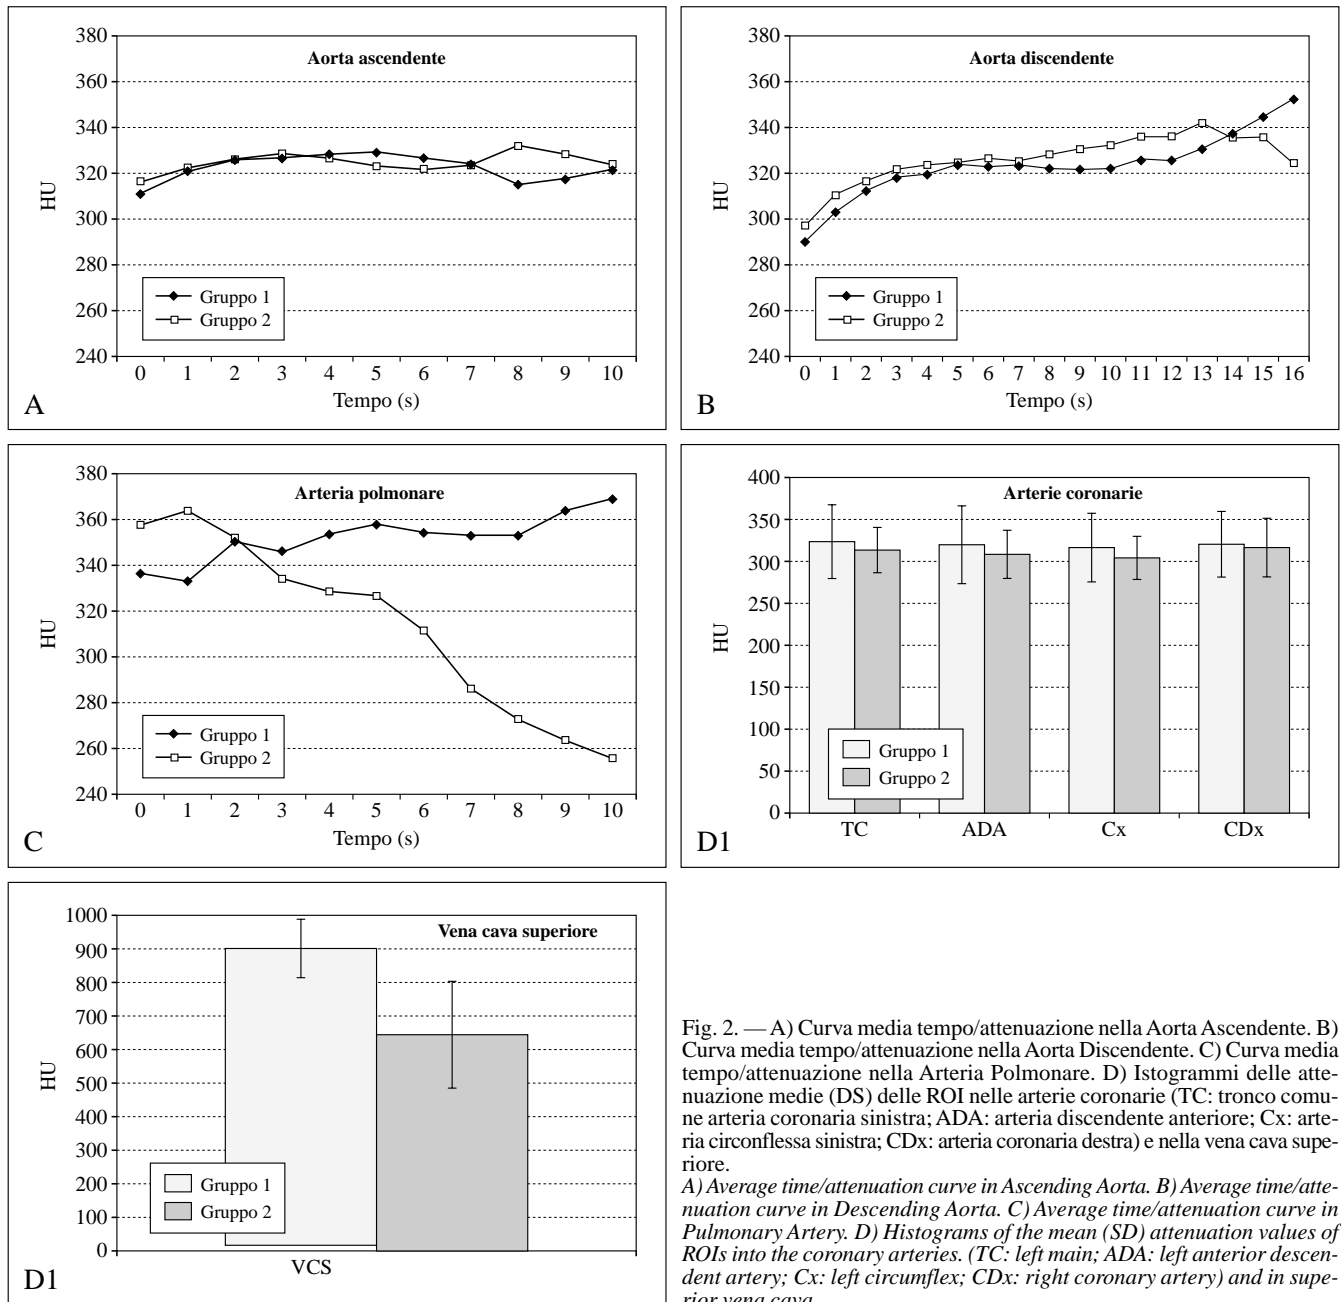 380
360
340
320
300
280
260
240
HU
Aorta ascendente
Gruppo 1
Gruppo 2
0 1 2 3 4 5 6 7 8 9 10
Tempo (s)
A
380
360
340
320
300
280
260
240
HU
Aorta discendente
Gruppo 1
Gruppo 2
0 1 2 3 4 5 6 7 8 9 10 11 12 13 14 15 16
Tempo (s)
B
380
360
340
320
300
280
260
240
HU
Arteria polmonare
Gruppo 1
Gruppo 2
0 1 2 3 4 5 6 7 8 9 10
Tempo (s)
C
400
350
300
250
200
150
100
50
0
HU
Arterie coronarie
Gruppo 1
Gruppo 2
TC ADA Cx CDx
D1
1000
900
800
700
600
500
400
300
200
100
0
HU
Vena cava superiore
Gruppo 1
Gruppo 2
VCS
D1
Fig. 2. — A) Curva media tempo/attenuazione nella Aorta Ascendente. B)
Curva media tempo/attenuazione nella Aorta Discendente. C) Curva media
tempo/attenuazione nella Arteria Polmonare. D) Istogrammi delle atte-
nuazione medie (DS) delle ROI nelle arterie coronarie (TC: tronco comu-
ne arteria coronaria sinistra; ADA: arteria discendente anteriore; Cx: arte-
ria circonflessa sinistra; CDx: arteria coronaria destra) e nella vena cava supe-
riore.
A) Average time/attenuation curve in Ascending Aorta. B) Average time/atte-
nuation curve in Descending Aorta. C) Average time/attenuation curve in
Pulmonary Artery. D) Histograms of the mean (SD) attenuation values of
ROIs into the coronary arteries. (TC: left main; ADA: left anterior descen-
dent artery; Cx: left circumflex; CDx: right coronary artery) and in supe-
rior vena cava